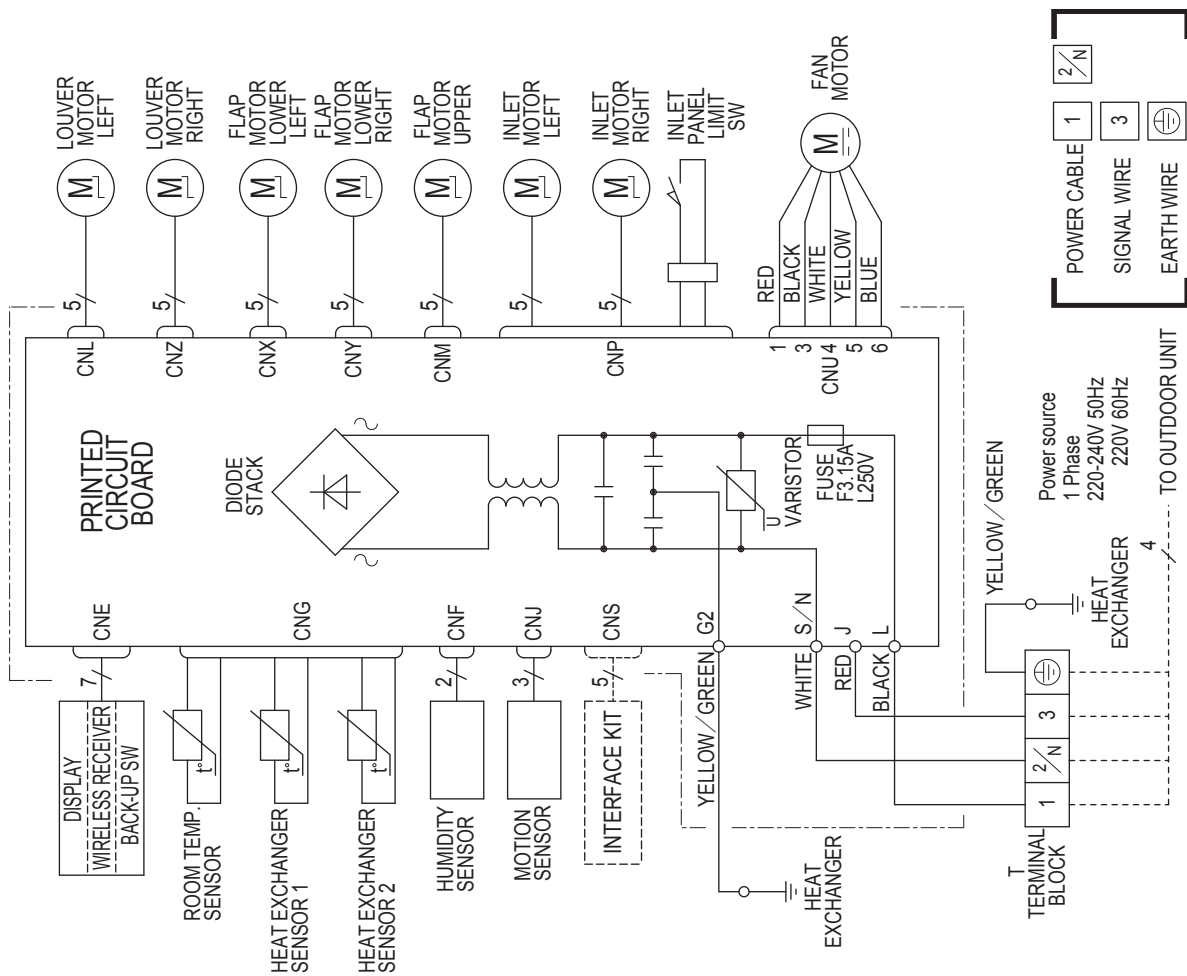 LOUVER
MOTOR
LEFT
LOUVER
MOTOR
RIGHT
FLAP
MOTOR
LOWER
LEFT
FLAP
MOTOR
LOWER
RIGHT
FLAP
MOTOR
UPPER
INLET
MOTOR
LEFT
INLET
MOTOR
RIGHT
INLET
PANEL
LIMIT
SW
FAN
MOTOR
M
M
M
M
M
M
M
M
5
5
5
5
5
5
5
RED
BLACK
WHITE
YELLOW
BLUE
CNL
CNZ
CNX
CNY
CNM
CNP
1
3
CNU 4
5
6
PRINTED
CIRCUIT
BOARD
DIODE
STACK
U
VARISTOR
FUSE
F3.15A
L250V
CNE
CNG
CNF
CNJ
CNS
G2
S/N
J
L
7
2
3
5
YELLOW/GREEN
WHITE
RED
BLACK
DISPLAY
WIRELESS RECEIVER
BACK-UP SW
t°
t°
t°
ROOM TEMP.
SENSOR
HEAT EXCHANGER
SENSOR 1
HEAT EXCHANGER
SENSOR 2
HUMIDITY
SENSOR
MOTION
SENSOR
INTERFACE KIT
HEAT
EXCHANGER
T
TERMINAL
BLOCK
1
2/N
3
YELLOW/GREEN
HEAT
EXCHANGER
4
TO OUTDOOR UNIT
Power source
1 Phase
220-240V 50Hz
220V 60Hz
POWER CABLE 1 2/N
SIGNAL WIRE 3
EARTH WIRE